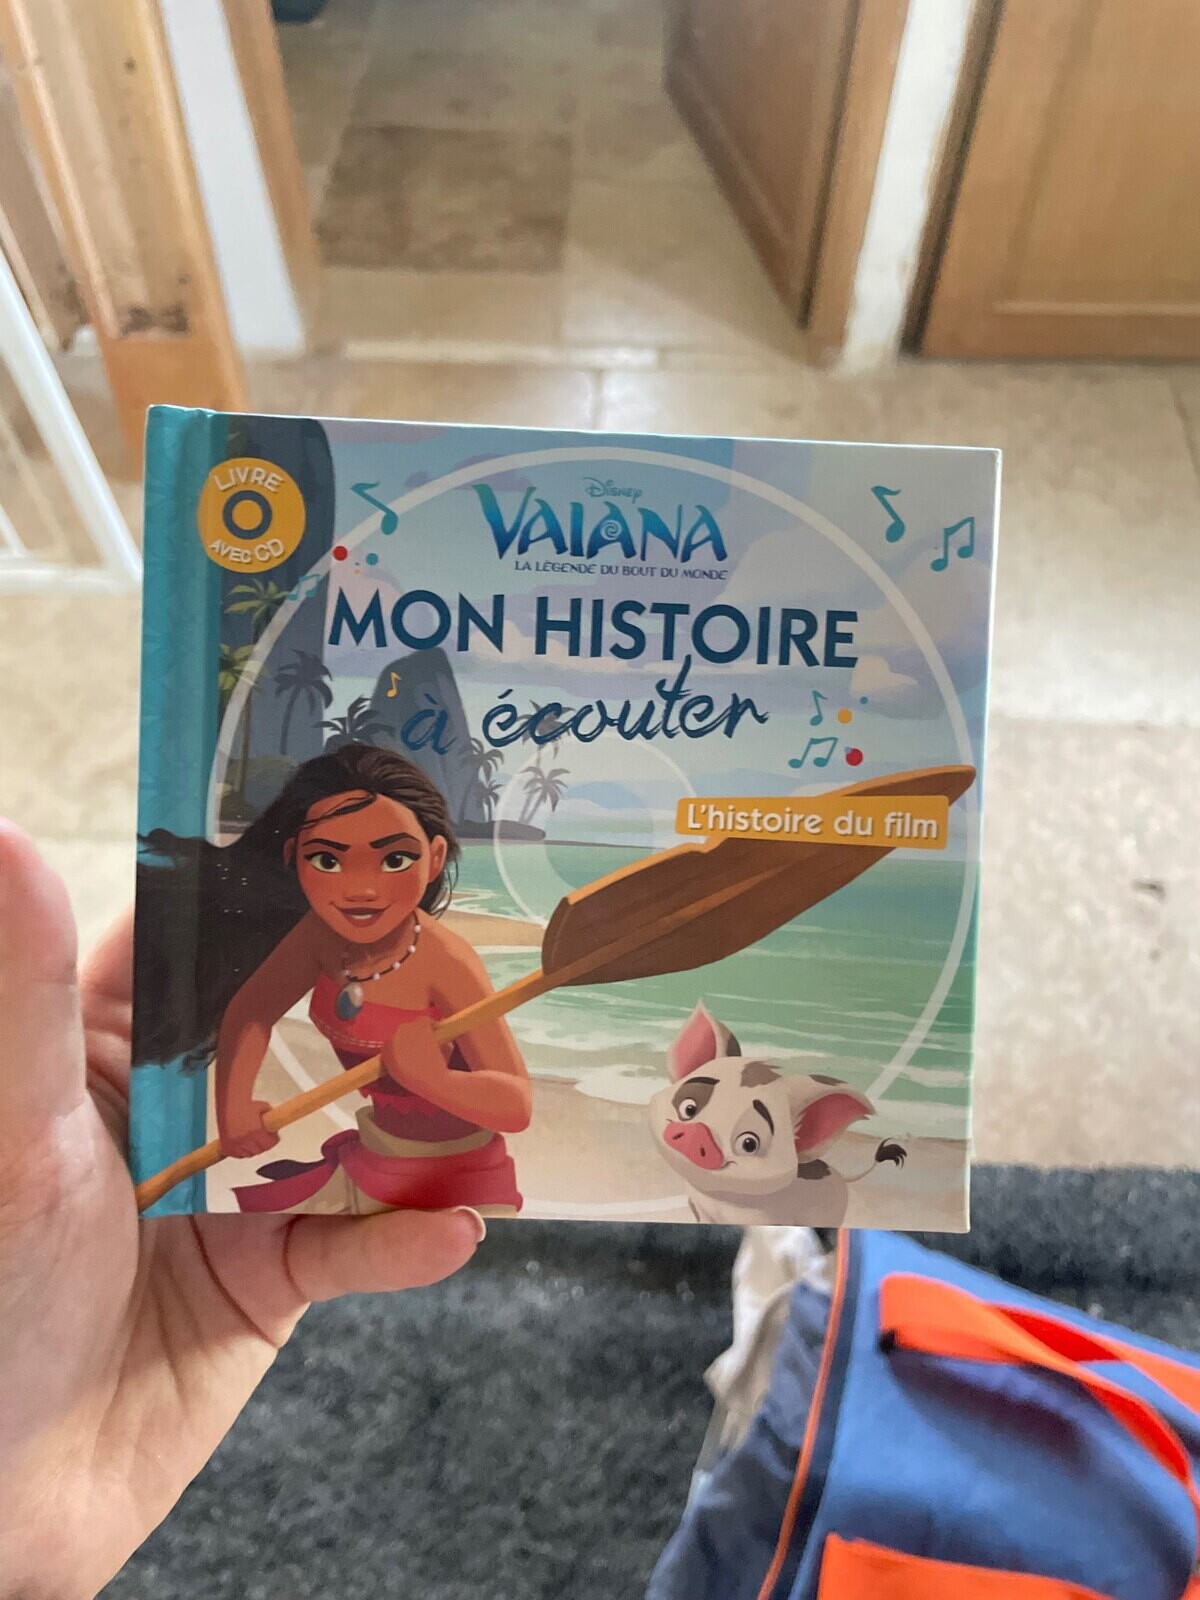 LIVRE
AVEC CD
Disney
VAIANA
LA LÉGENDE DU BOUT DU MONDE
MON HISTOIRE
à écouter
L'histoire du film